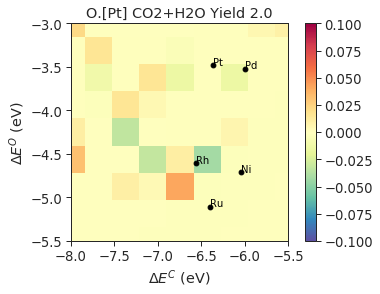 O.[Pt] CO2+H2O Yield 2.0
ΔE^O (eV)
−3.0
−3.5
−4.0
−4.5
−5.0
−5.5
Pt
Pd
Rh
Ni
Ru
−8.0 −7.5 −7.0 −6.5 −6.0 −5.5
ΔE^C (eV)
0.100
0.075
0.050
0.025
0.000
−0.025
−0.050
−0.075
−0.100